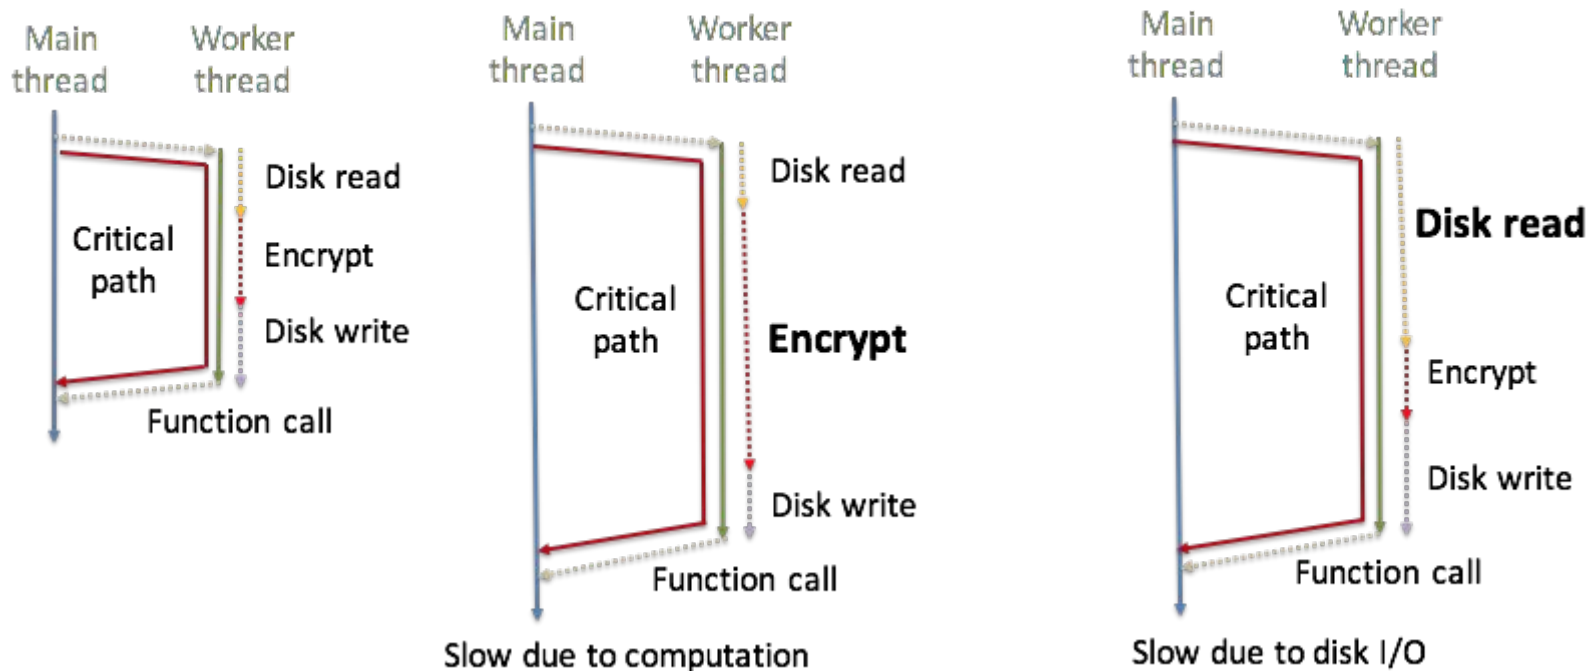 Main
thread
Worker
thread
Disk read
Critical
path
Encrypt
Disk write
Function call
Main
thread
Worker
thread
Disk read
Critical
path
Encrypt
Disk write
Function call
Slow due to computation
Main
thread
Worker
thread
Disk read
Critical
path
Encrypt
Disk write
Function call
Slow due to disk I/O